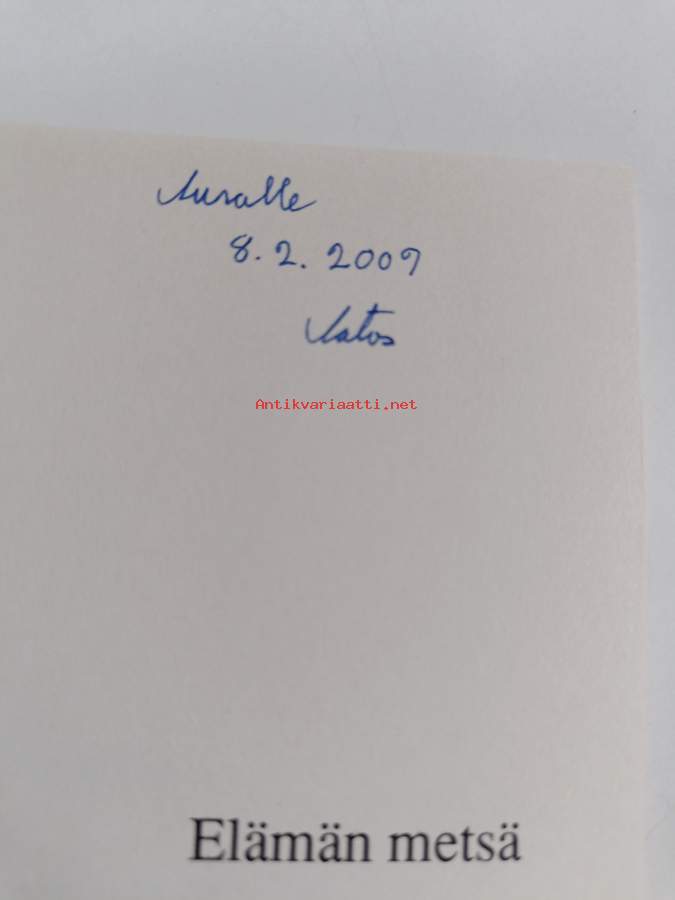 Auralle
8.2.2009
Antikvariaatti.net
Elämän metsä